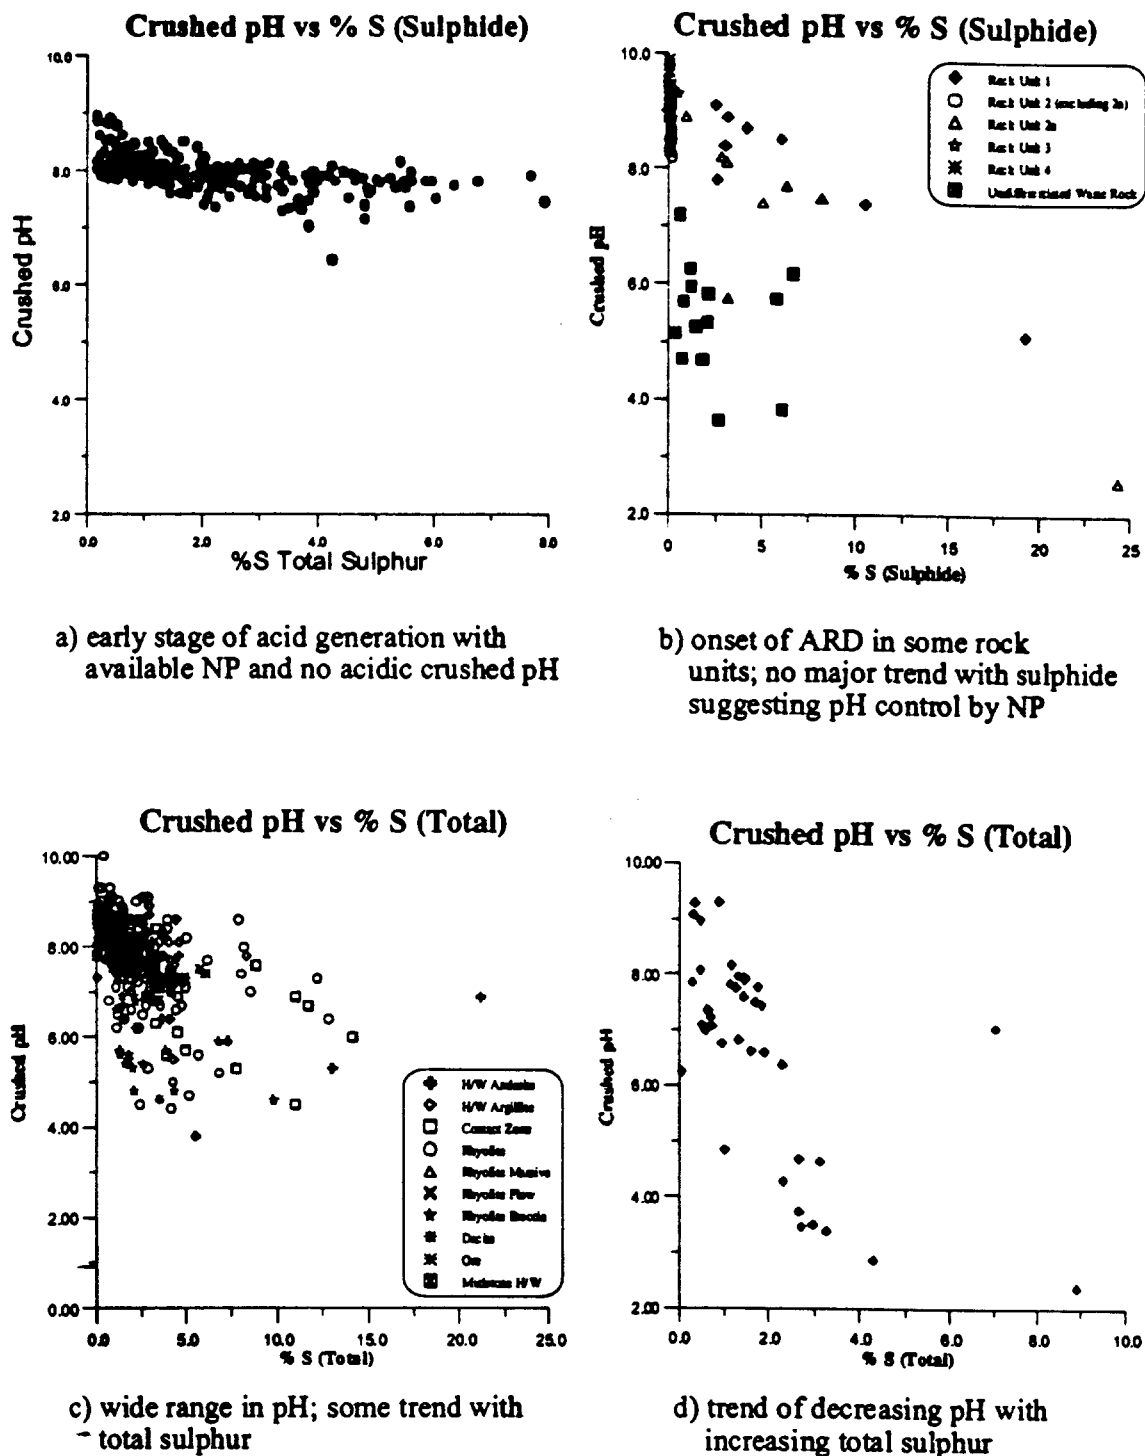 Crushed pH vs % S (Sulphide)
10.0
8.0
6.0
4.0
2.0
Crushed pH
0.0 2.0 4.0 6.0 8.0
%S Total Sulphur
a) early stage of acid generation with
available NP and no acidic crushed pH
Crushed pH vs % S (Sulphide)
10.0
8.0
6.0
4.0
2.0
Crushed pH
Rock Unit 1
Rock Unit 2 (excluding 2a)
Rock Unit 2a
Rock Unit 3
Rock Unit 4
Undifferentiated Waste Rock
0 5 10 15 20 25
% S (Sulphide)
b) onset of ARD in some rock
units; no major trend with sulphide
suggesting pH control by NP
Crushed pH vs % S (Total)
10.00
8.00
6.00
4.00
2.00
0.00
Crushed pH
H/W Andesite
H/W Argillite
Contact Zone
Rhyolite
Rhyolite Massive
Rhyolite Flow
Rhyolite Breccia
Dacite
Ore
Mudstone H/W
0.0 5.0 10.0 15.0 20.0 25.0
% S (Total)
c) wide range in pH; some trend with
total sulphur
Crushed pH vs % S (Total)
10.00
8.00
6.00
4.00
2.00
Crushed pH
0.0 2.0 4.0 6.0 8.0 10.0
% S (Total)
d) trend of decreasing pH with
increasing total sulphur